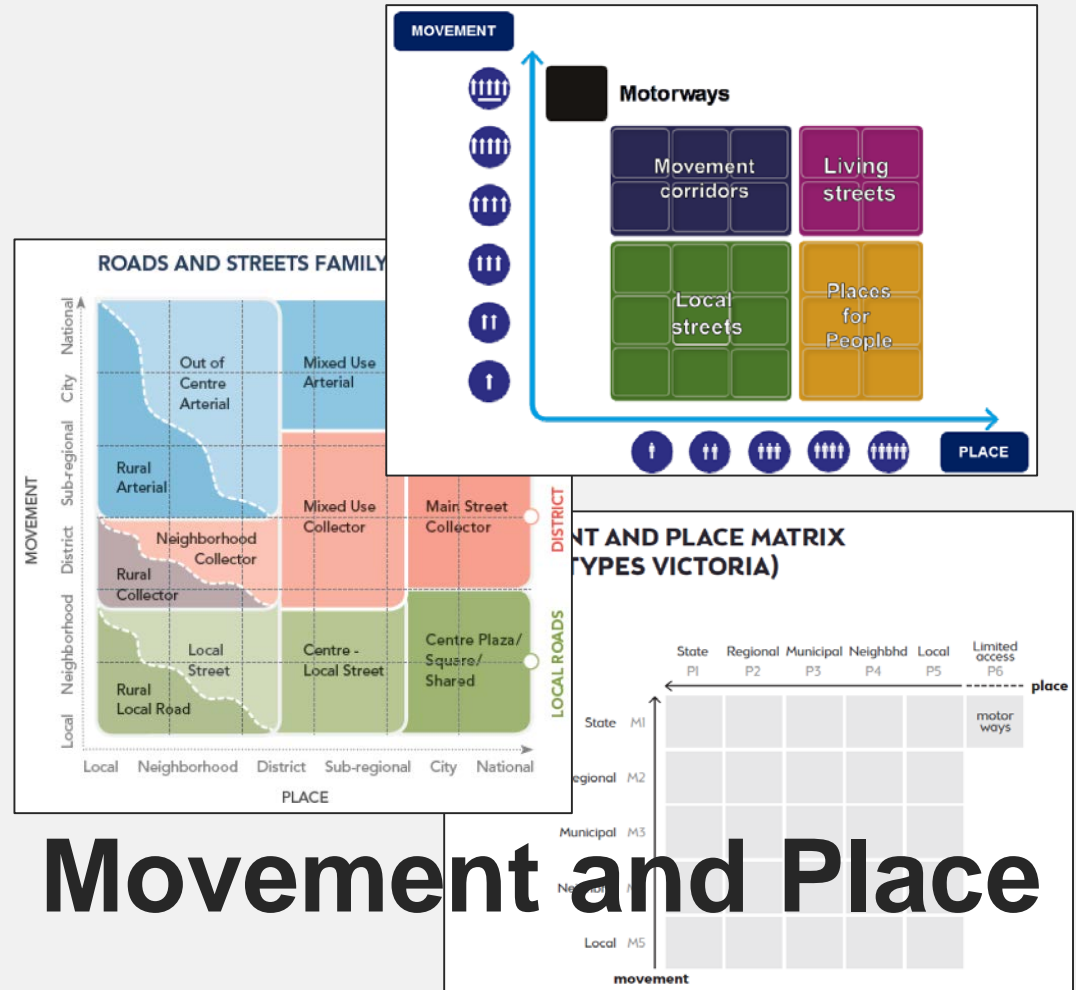 MOVEMENT
Motorways
Movement
corridors
Living
streets
Local
streets
Places
for
People
PLACE
ROADS AND STREETS FAMILY
MOVEMENT
National
City
Sub-regional
District
Neighborhood
Local
Out of
Centre
Arterial
Mixed Use
Arterial
Rural
Arterial
Mixed Use
Collector
Main Street
Collector
Neighborhood
Collector
Rural
Collector
Local
Street
Centre -
Local Street
Centre Plaza/
Square/
Shared
Rural
Local Road
DISTRICT
LOCAL ROADS
Local Neighborhood District Sub-regional City National
PLACE
NT AND PLACE MATRIX
TYPES VICTORIA)
State Regional Municipal Neighbhd Local Limited
access
P1 P2 P3 P4 P5 P6
place
State M1
motor
ways
egional M2
Municipal M3
Local M5
movement
Movement and Place